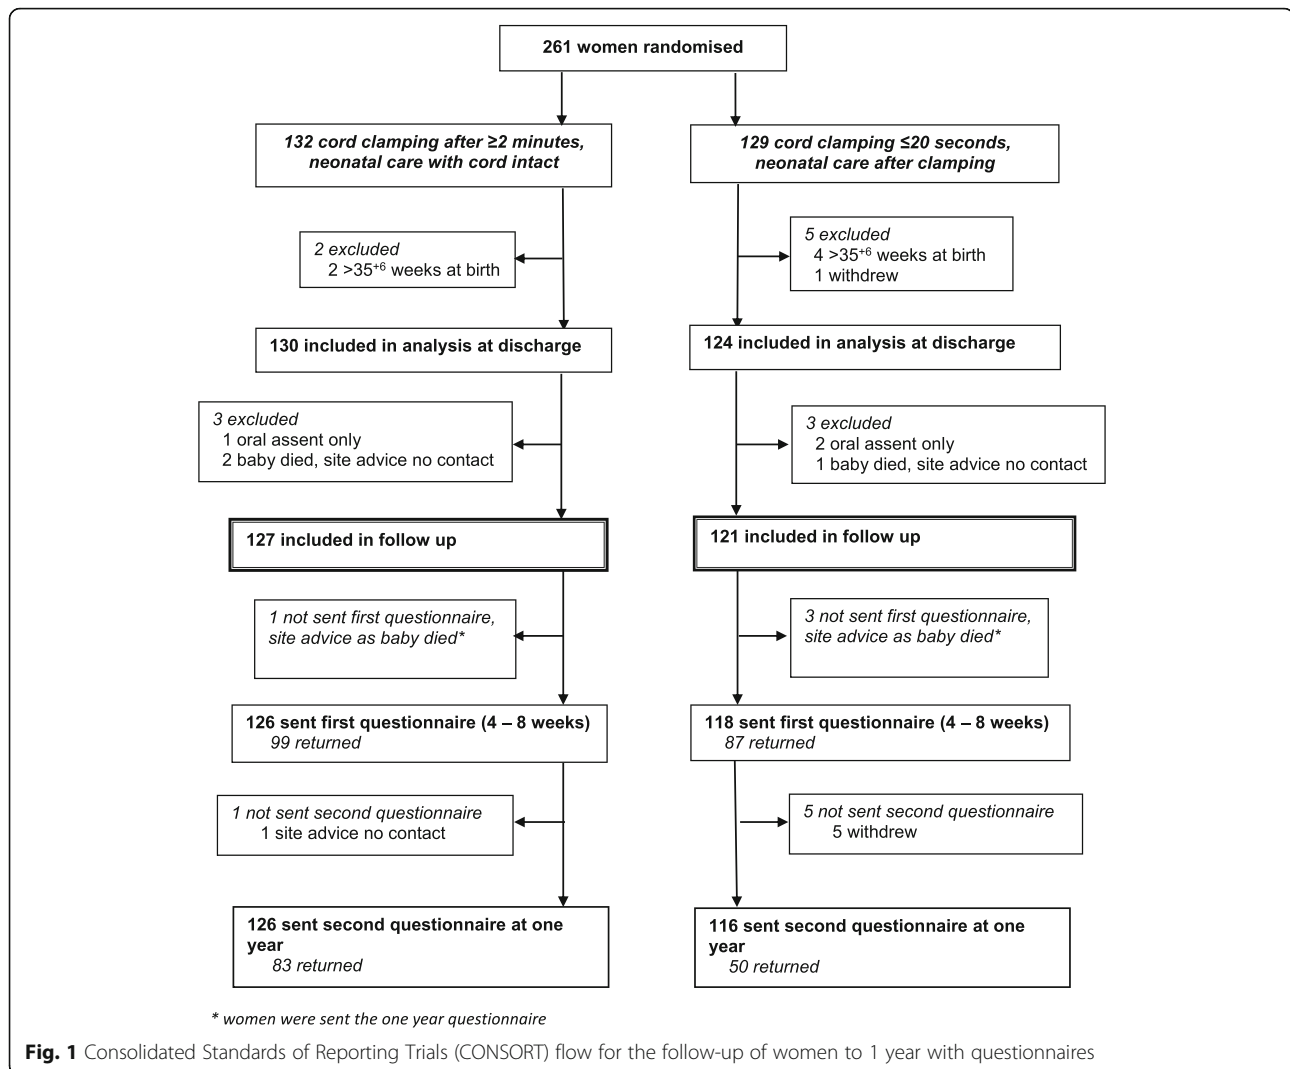 261 women randomised
132 cord clamping after ≥2 minutes,
neonatal care with cord intact
129 cord clamping ≤20 seconds,
neonatal care after clamping
2 excluded
2 >35+6 weeks at birth
5 excluded
4 >35+6 weeks at birth
1 withdrew
130 included in analysis at discharge
124 included in analysis at discharge
3 excluded
1 oral assent only
2 baby died, site advice no contact
3 excluded
2 oral assent only
1 baby died, site advice no contact
127 included in follow up
121 included in follow up
1 not sent first questionnaire,
site advice as baby died*
3 not sent first questionnaire,
site advice as baby died*
126 sent first questionnaire (4 – 8 weeks)
99 returned
118 sent first questionnaire (4 – 8 weeks)
87 returned
1 not sent second questionnaire
1 site advice no contact
5 not sent second questionnaire
5 withdrew
126 sent second questionnaire at one
year
83 returned
116 sent second questionnaire at one
year
50 returned
* women were sent the one year questionnaire
Fig. 1 Consolidated Standards of Reporting Trials (CONSORT) flow for the follow-up of women to 1 year with questionnaires